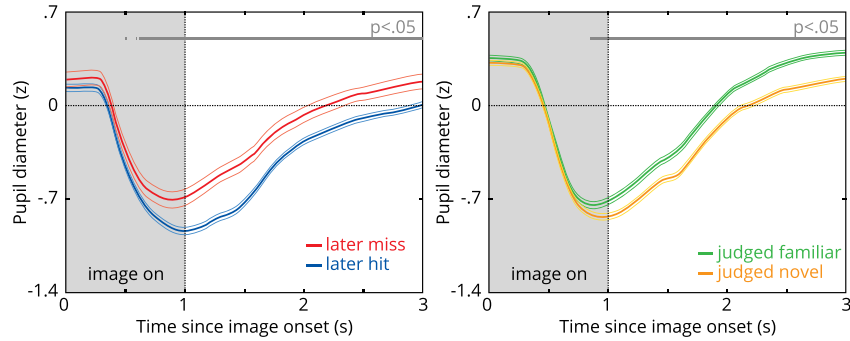 .7
0
-.7
-1.4
Pupil diameter (z)
p<.05
later miss
later hit
image on
0
1
2
3
Time since image onset (s)
.7
0
-.7
-1.4
Pupil diameter (z)
p<.05
judged familiar
judged novel
image on
0
1
2
3
Time since image onset (s)